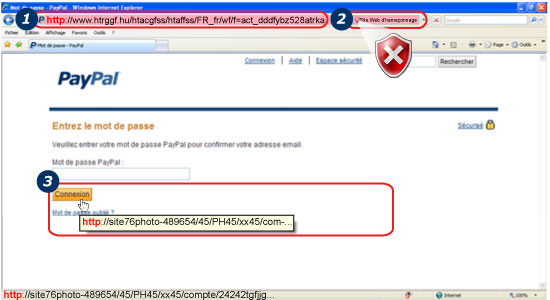 Mot de passe - PayPal - Windows Internet Explorer
1
http://www.htrggf.hu/htacgfss/htaffss/FR_fr/wf/f=act_dddfybz528atrka
2
Site Web d'hameçonnage
Fichier Edition Affichage Favoris Outils ?
Mot de passe - PayPal
Page Outils
Connexion | Aide | Espace sécurité
Rechercher
PayPal
Entrez le mot de passe
Sécurisé
Veuillez entrer votre mot de passe PayPal pour confirmer votre adresse email.
Mot de passe PayPal :
3
Connexion
Mot de passe oublié ?
http://site76photo-489654/45/PH45/xx45/com-...
http://site76photo-489654/45/PH45/xx45/compte/24242tgfjjg...
Internet
100%